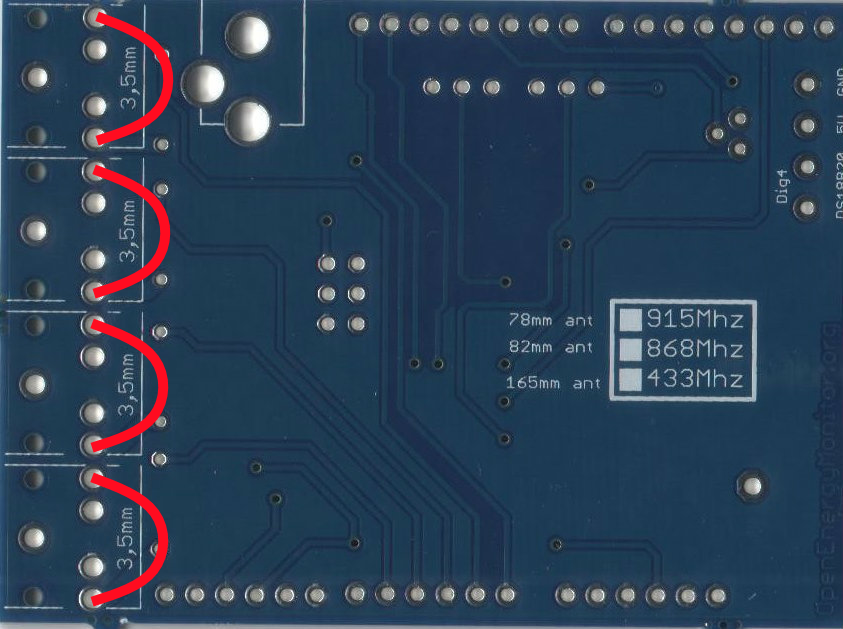 3,5mm
3,5mm
3,5mm
3,5mm
Dig4
DS18B20 5V GND
78mm ant 915Mhz
82mm ant 868Mhz
165mm ant 433Mhz
OpenEnergyMonitor.org